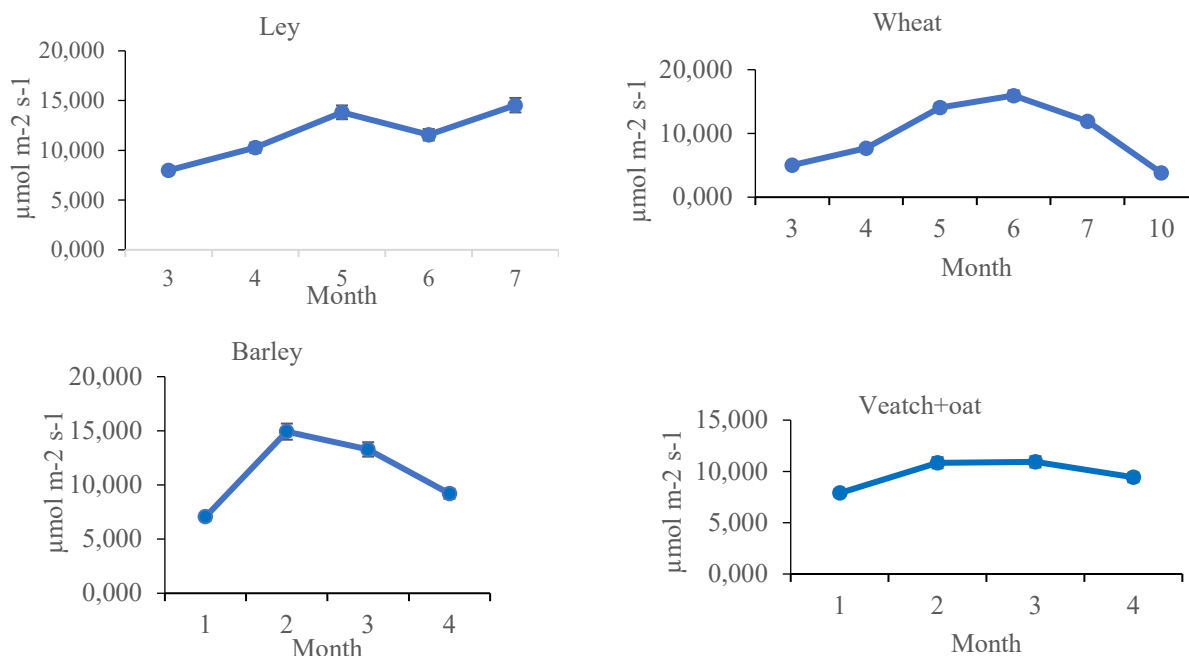 Ley
20,000
15,000
10,000
5,000
0,000
µmol m-2 s-1
3 4 5 6 7
Month
Wheat
20,000
10,000
0,000
µmol m-2 s-1
3 4 5 6 7 10
Month
Barley
20,000
15,000
10,000
5,000
0,000
µmol m-2 s-1
1 2 3 4
Month
Veatch+oat
15,000
10,000
5,000
0,000
µmol m-2 s-1
1 2 3 4
Month